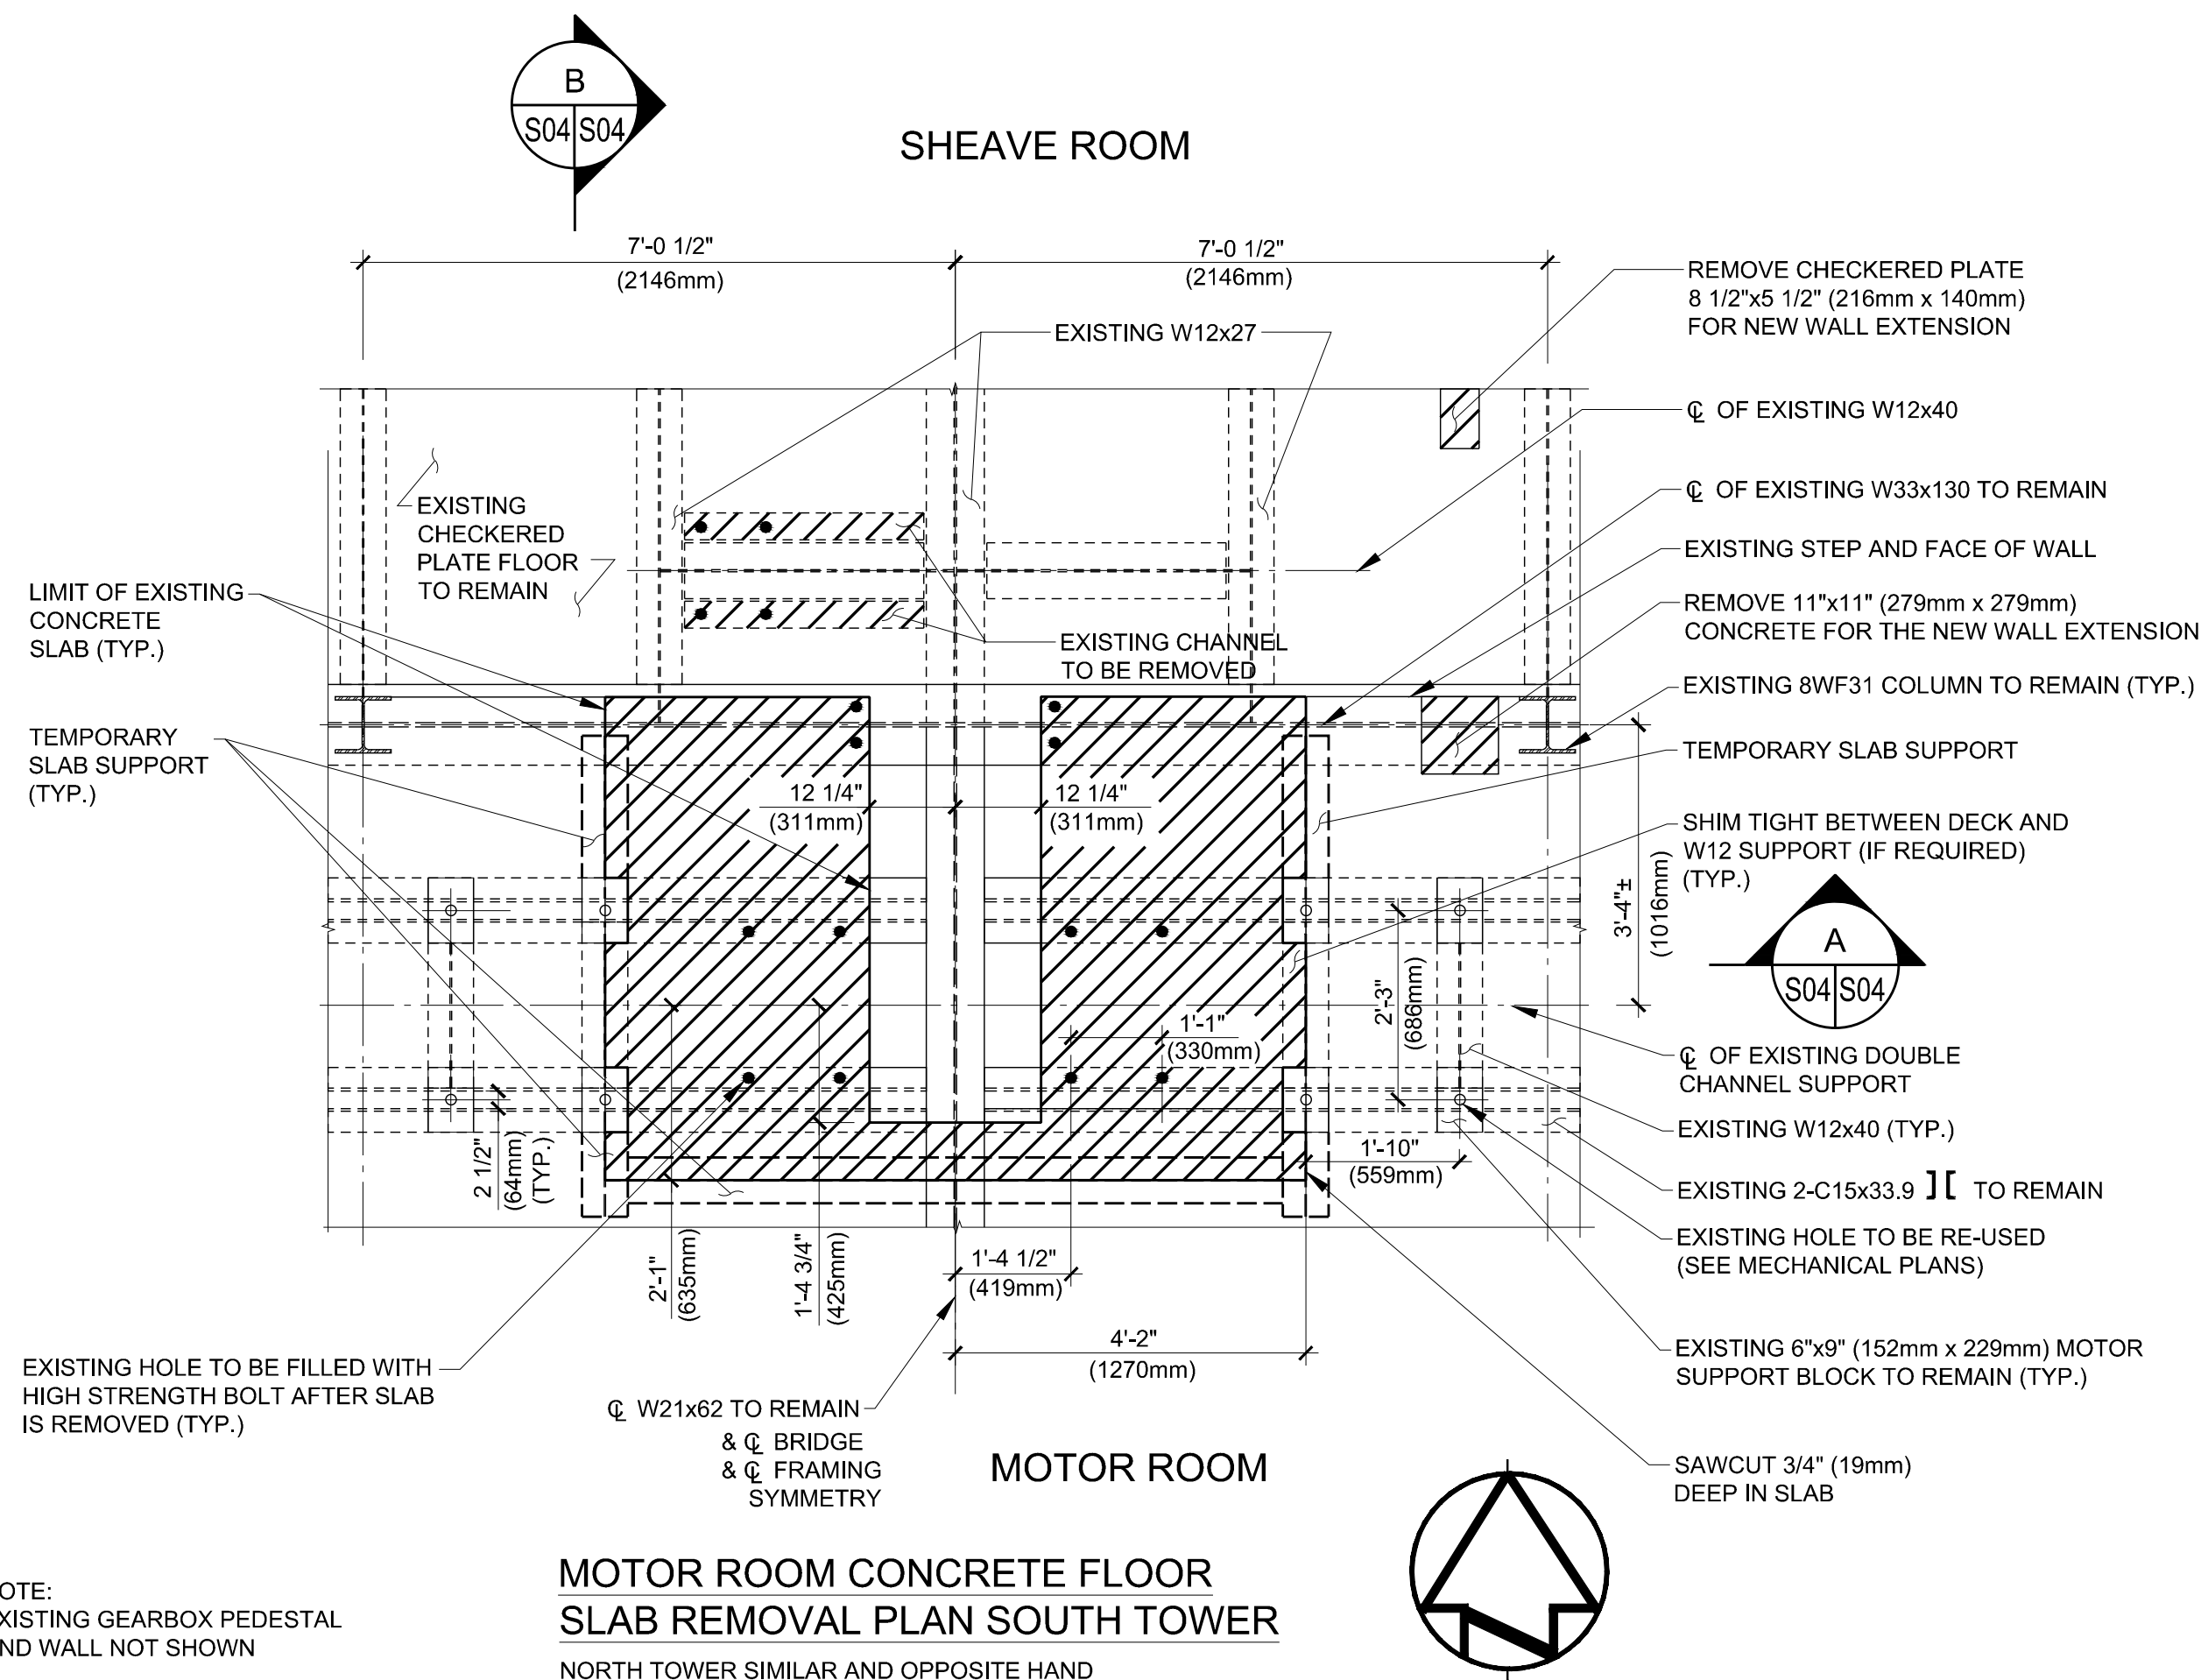 B
S04 S04
SHEAVE ROOM
7'-0 1/2"
(2146mm)
7'-0 1/2"
(2146mm)
REMOVE CHECKERED PLATE
8 1/2"x5 1/2" (216mm x 140mm)
FOR NEW WALL EXTENSION
EXISTING W12x27
℄ OF EXISTING W12x40
℄ OF EXISTING W33x130 TO REMAIN
EXISTING
CHECKERED
PLATE FLOOR
TO REMAIN
EXISTING STEP AND FACE OF WALL
LIMIT OF EXISTING
CONCRETE
SLAB (TYP.)
REMOVE 11"x11" (279mm x 279mm)
CONCRETE FOR THE NEW WALL EXTENSION
EXISTING CHANNEL
TO BE REMOVED
EXISTING 8WF31 COLUMN TO REMAIN (TYP.)
TEMPORARY
SLAB SUPPORT
(TYP.)
TEMPORARY SLAB SUPPORT
12 1/4"
(311mm)
12 1/4"
(311mm)
SHIM TIGHT BETWEEN DECK AND
W12 SUPPORT (IF REQUIRED)
(TYP.)
3'-4"±
(1016mm)
A
S04 S04
2'-3"
(686mm)
1'-1"
(330mm)
℄ OF EXISTING DOUBLE
CHANNEL SUPPORT
EXISTING W12x40 (TYP.)
2 1/2"
(64mm)
(TYP.)
1'-10"
(559mm)
EXISTING 2-C15x33.9 ][ TO REMAIN
EXISTING HOLE TO BE RE-USED
(SEE MECHANICAL PLANS)
2'-1"
(635mm)
1'-4 3/4"
(425mm)
1'-4 1/2"
(419mm)
4'-2"
(1270mm)
EXISTING 6"x9" (152mm x 229mm) MOTOR
SUPPORT BLOCK TO REMAIN (TYP.)
EXISTING HOLE TO BE FILLED WITH
HIGH STRENGTH BOLT AFTER SLAB
IS REMOVED (TYP.)
℄ W21x62 TO REMAIN
& ℄ BRIDGE
& ℄ FRAMING
SYMMETRY
MOTOR ROOM
SAWCUT 3/4" (19mm)
DEEP IN SLAB
OTE:
XISTING GEARBOX PEDESTAL
ND WALL NOT SHOWN
MOTOR ROOM CONCRETE FLOOR
SLAB REMOVAL PLAN SOUTH TOWER
NORTH TOWER SIMILAR AND OPPOSITE HAND
N